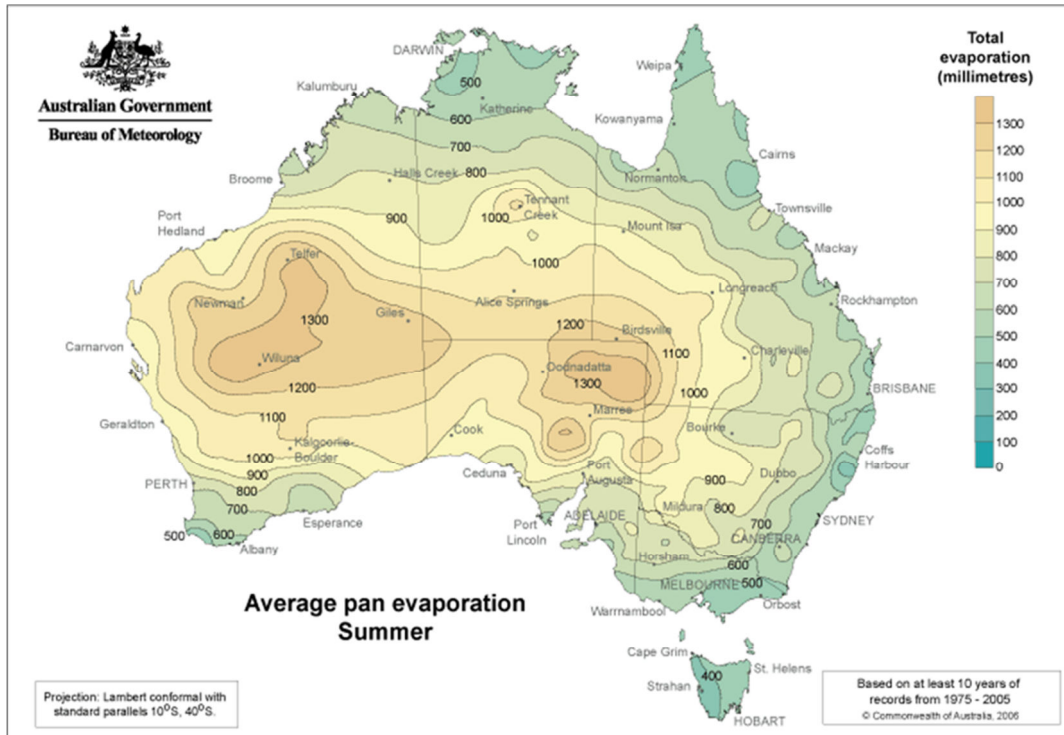 Australian Government
Bureau of Meteorology
Total
evaporation
(millimetres)
1300
1200
1100
1000
900
800
700
600
500
400
300
200
100
0
DARWIN
500
Katherine
Kalumburu
600
700
800
Halls Creek
Broome
900
1000
Tennant
Creek
Weipa
Kowanyama
Cairns
Normanton
Townsville
Mount Isa
Mackay
Port
Hedland
Telfer
1000
Longreach
Rockhampton
Newman
1300
Giles
Alice Springs
1200
Birdsville
1100
Carnarvon
Wiluna
Oodnadatta
1300
1000
Charleville
BRISBANE
1200
1100
Marree
Bourke
Geraldton
1000
Kalgoorlie-
Boulder
Cook
Coffs
Harbour
900
PERTH
800
700
Ceduna
Port
Augusta
900
Dubbo
Mildura
800
SYDNEY
500
600
Albany
Esperance
Port
Lincoln
ADELAIDE
700
CANBERRA
Horsham
600
MELBOURNE
500
Warrnambool
Orbost
Average pan evaporation
Summer
Cape Grim
400
St. Helens
Strahan
HOBART
Projection: Lambert conformal with
standard parallels 10°S, 40°S.
Based on at least 10 years of
records from 1975 - 2005
© Commonwealth of Australia, 2006